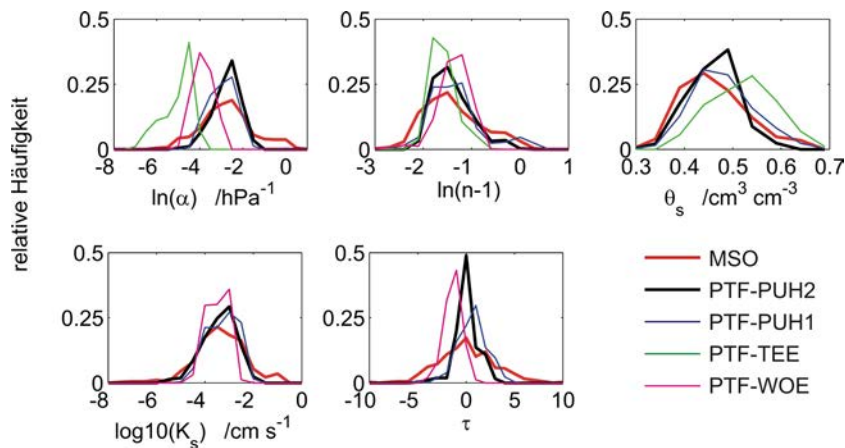 relative Häufigkeit
0.5
0.25
0
-8 -6 -4 -2 0
ln(α) /hPa⁻¹
0.5
0.25
0
-3 -2 -1 0 1
ln(n-1)
0.5
0.25
0
0.3 0.4 0.5 0.6 0.7
θₛ /cm³ cm⁻³
0.5
0.25
0
-8 -6 -4 -2 0
log10(Kₛ) /cm s⁻¹
0.5
0.25
0
-10 -5 0 5 10
τ
MSO
PTF-PUH2
PTF-PUH1
PTF-TEE
PTF-WOE